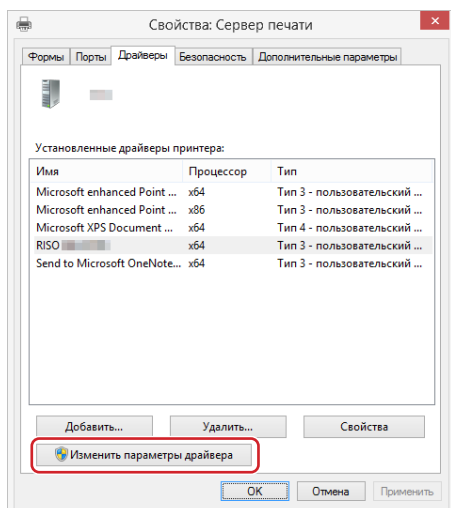 Свойства: Сервер печати
Формы Порты Драйверы Безопасность Дополнительные параметры
Установленные драйверы принтера:
Имя Процессор Тип
Microsoft enhanced Point ... x64 Тип 3 - пользовательский ...
Microsoft enhanced Point ... x86 Тип 3 - пользовательский ...
Microsoft XPS Document ... x64 Тип 4 - пользовательский ...
RISO x64 Тип 3 - пользовательский ...
Send to Microsoft OneNote... x64 Тип 3 - пользовательский ...
Добавить... Удалить... Свойства
Изменить параметры драйвера
OK Отмена Применить